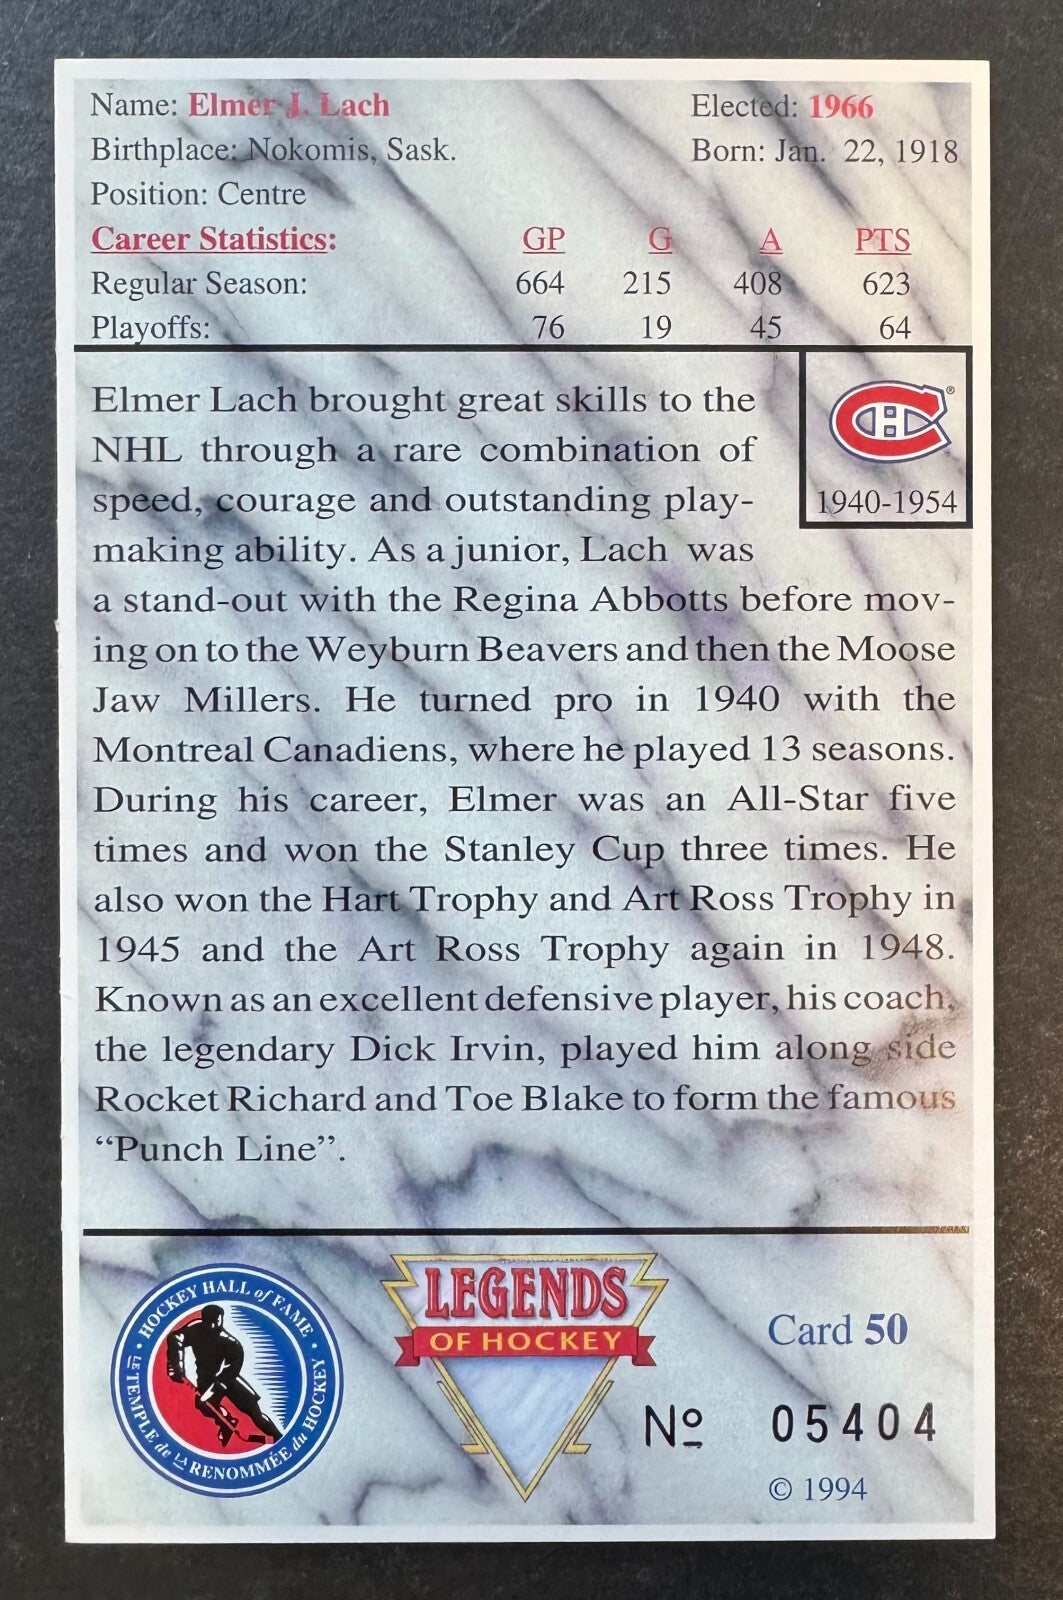 Name: Elmer J. Lach Elected: 1966
Birthplace: Nokomis, Sask. Born: Jan. 22, 1918
Position: Centre
Career Statistics: GP G A PTS
Regular Season: 664 215 408 623
Playoffs: 76 19 45 64
Elmer Lach brought great skills to the
NHL through a rare combination of
speed, courage and outstanding play-
making ability. As a junior, Lach was
a stand-out with the Regina Abbotts before mov-
ing on to the Weyburn Beavers and then the Moose
Jaw Millers. He turned pro in 1940 with the
Montreal Canadiens, where he played 13 seasons.
During his career, Elmer was an All-Star five
times and won the Stanley Cup three times. He
also won the Hart Trophy and Art Ross Trophy in
1945 and the Art Ross Trophy again in 1948.
Known as an excellent defensive player, his coach,
the legendary Dick Irvin, played him along side
Rocket Richard and Toe Blake to form the famous
“Punch Line”.
CH ®
1940-1954
HOCKEY HALL of FAME
LE TEMPLE de LA RENOMMÉE du HOCKEY
LEGENDS
OF HOCKEY
Card 50
Nº 05404
© 1994